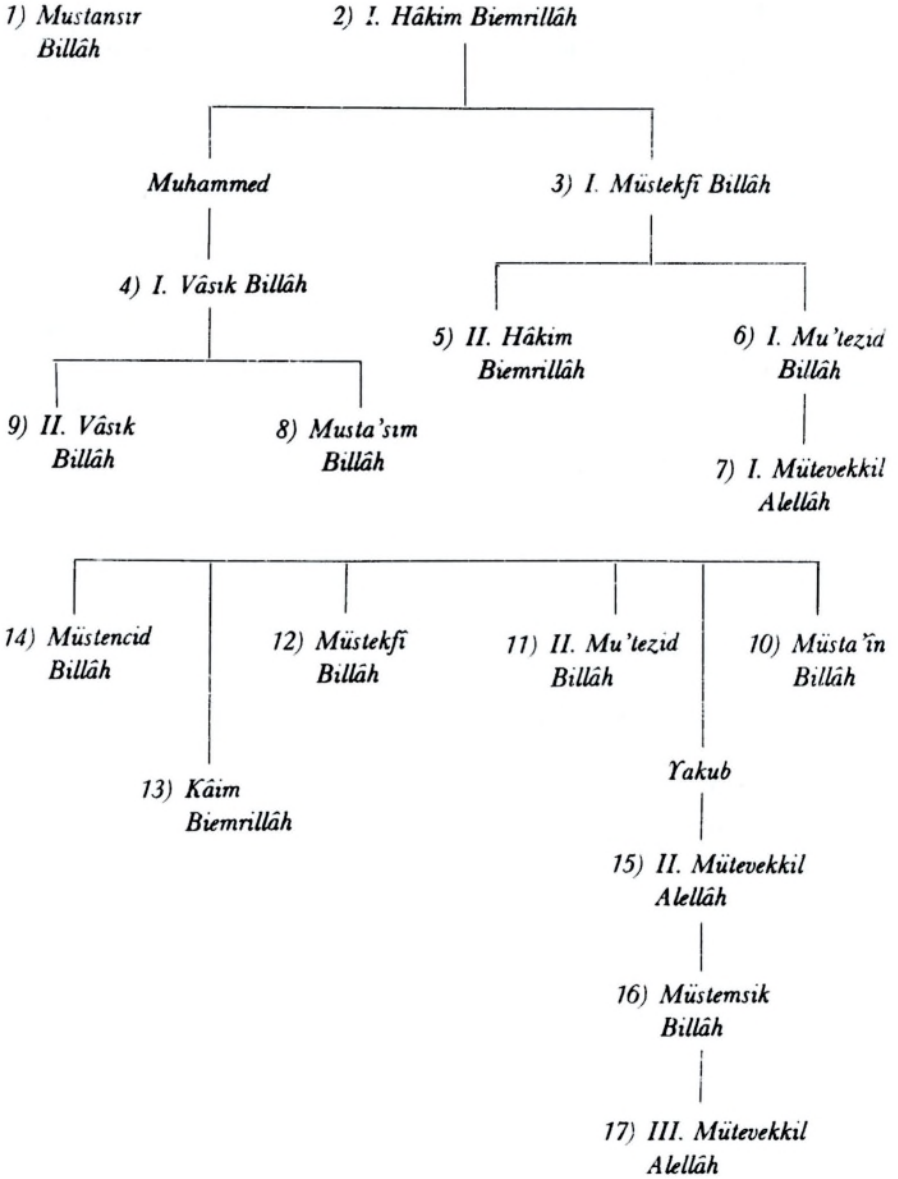 1) Mustansır
Billâh
2) I. Hâkim Biemrillâh
Muhammed
3) I. Müstekfî Billâh
4) I. Vâsık Billâh
5) II. Hâkim
Biemrillâh
6) I. Mu'tezid
Billâh
9) II. Vâsık
Billâh
8) Musta'sım
Billâh
7) I. Mütevekkil
Alellâh
14) Müstencid
Billâh
12) Müstekfî
Billâh
11) II. Mu'tezid
Billâh
10) Müsta'în
Billâh
13) Kâim
Biemrillâh
Yakub
15) II. Mütevekkil
Alellâh
16) Müstemsik
Billâh
17) III. Mütevekkil
Alellâh